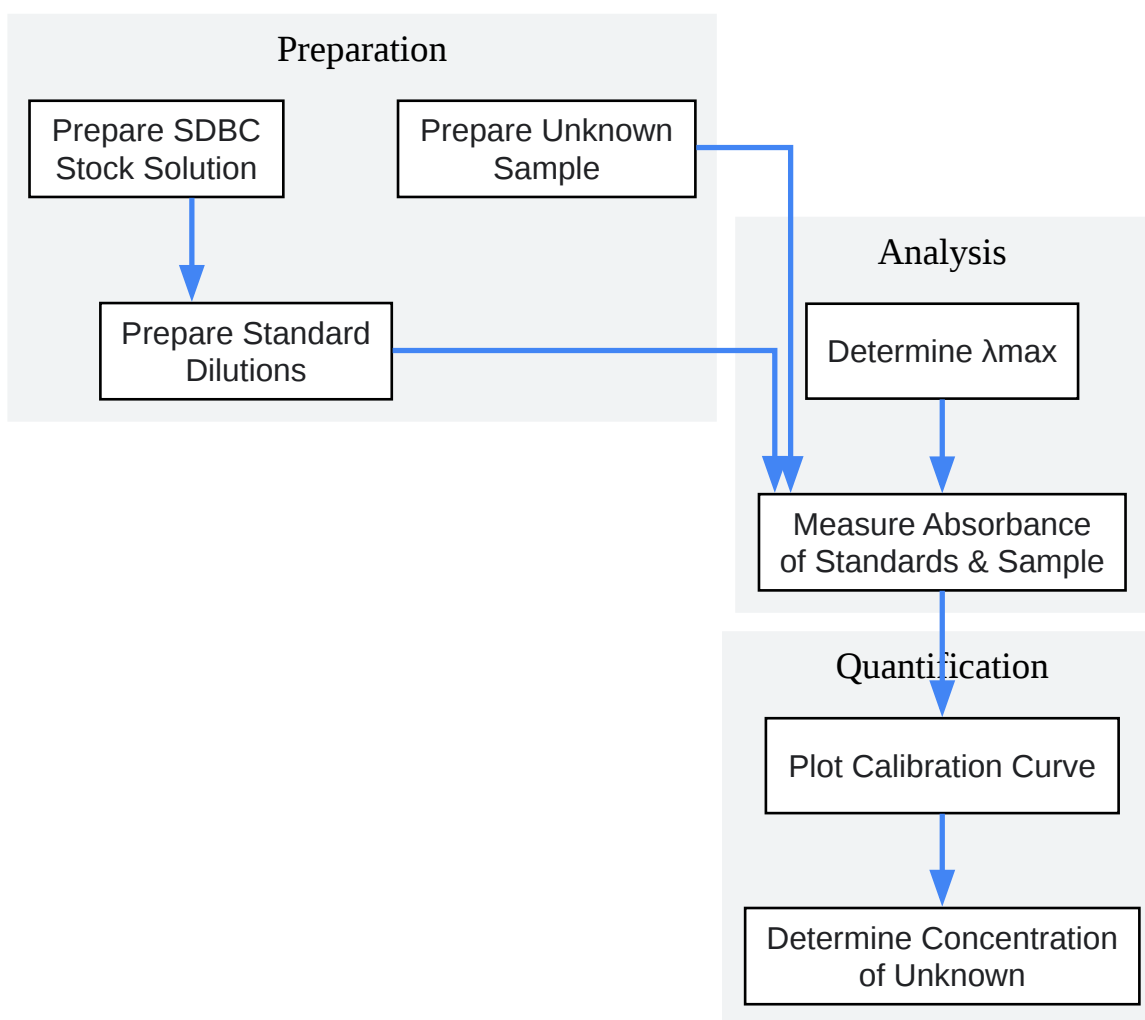 Preparation
Prepare SDBC
Stock Solution
Prepare Unknown
Sample
Prepare Standard
Dilutions
Analysis
Determine λmax
Measure Absorbance
of Standards & Sample
Quantification
Plot Calibration Curve
Determine Concentration
of Unknown